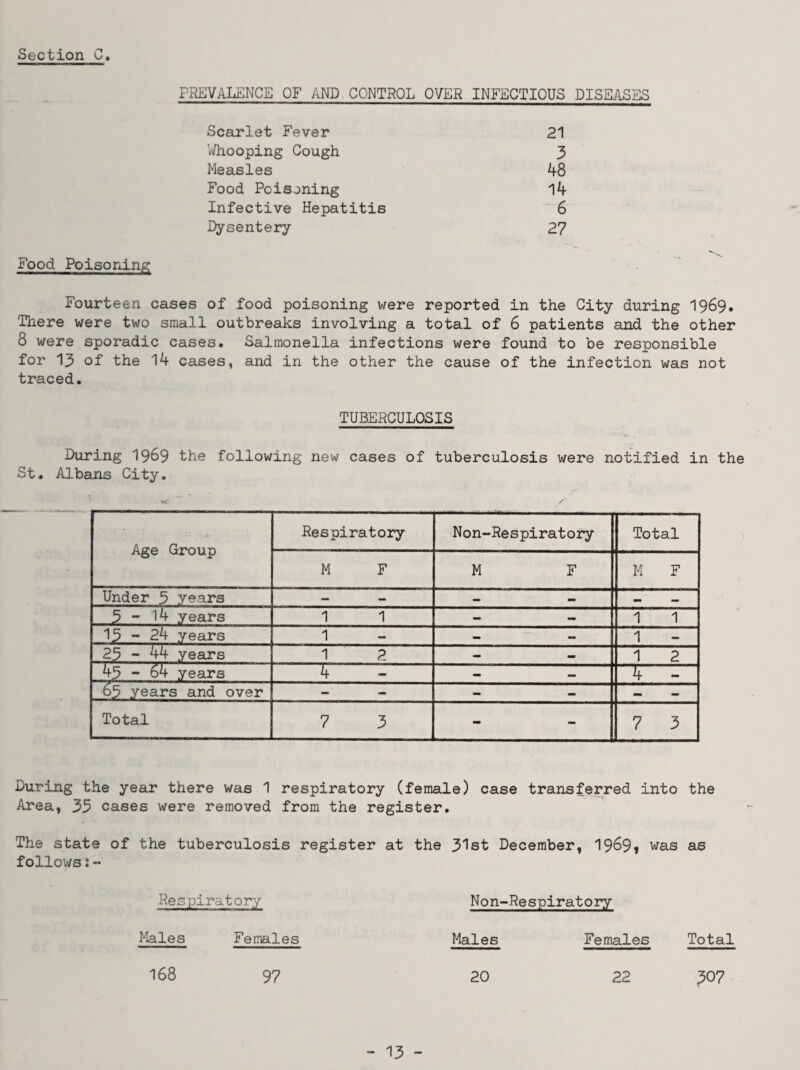 Section C.
PREVALENCE OF AND CONTROL OVER INFECTIOUS DISEASES
Scarlet Fever 21
Whooping Cough 3
Measles 48
Food Poisoning 14
Infective Hepatitis 6
Dysentery 27
Food Poisoning
Fourteen cases of food poisoning were reported in the City during 1969.
There were two small outbreaks involving a total of 6 patients and the other
8 were sporadic cases. Salmonella infections were found to be responsible
for 13 of the 14 cases, and in the other the cause of the infection was not
traced.
TUBERCULOSIS
During 1969 the following new cases of tuberculosis were notified in the
St. Albans City.
Age Group Respiratory Non-Respiratory Total
M F M F M F
Under 5 years - - - - - -
5 - 14 years 1 1 - - 1 1
15 - 24 years 1 - - - 1 -
25 - 44 years 1 2 - - 1 2
45 - 64 years 4 - - - 4 -
65 years and over - - - - - -
Total 7 3 - - 7 3
During the year there was 1 respiratory (female) case transferred into the
Area, 35 cases were removed from the register.
The state of the tuberculosis register at the 31st December, 1969, was as
follows:-
Respiratory Non-Respiratory
Males Females Males Females Total
168 97 20 22 307
- 13 -